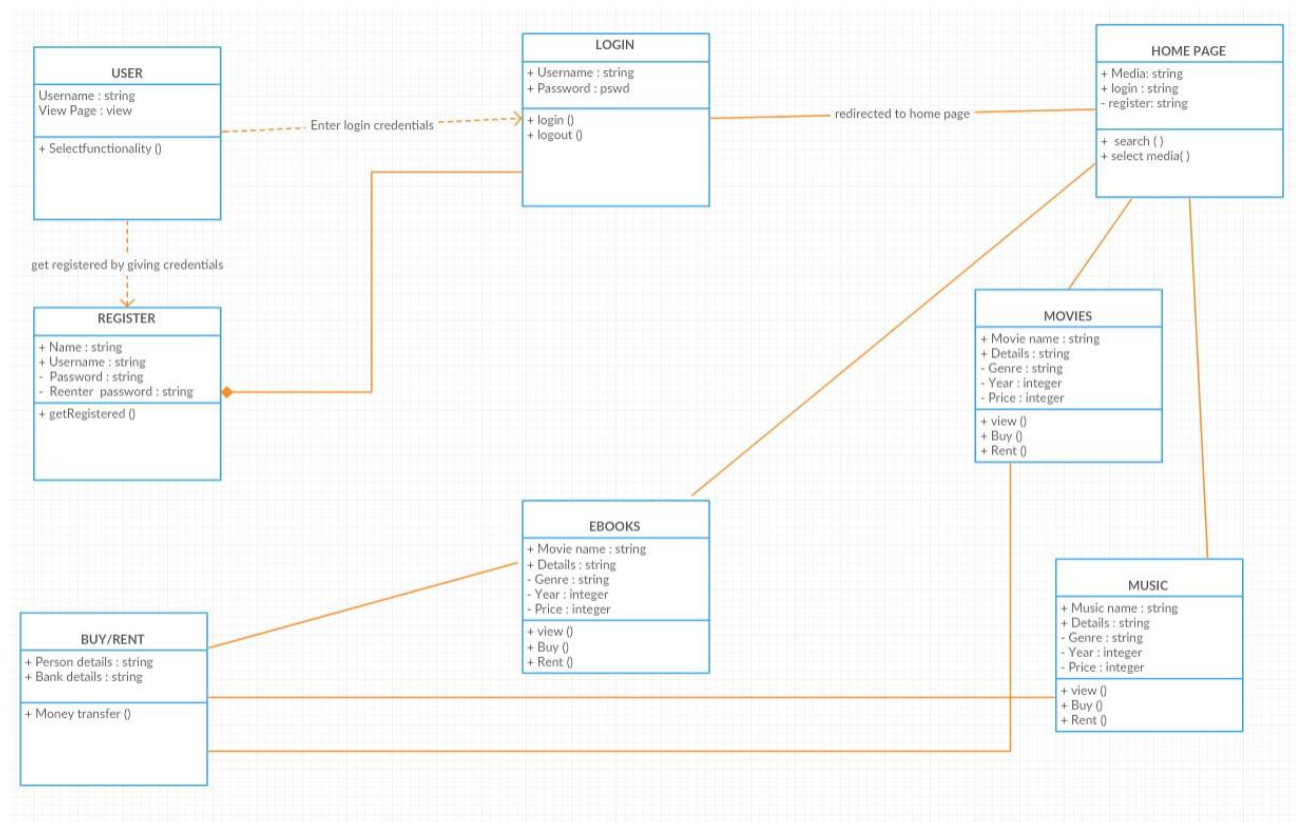 USER
Username : string
View Page : view
+ Selectfunctionality ()
Enter login credentials
LOGIN
+ Username : string
+ Password : pswd
+ login ()
+ logout ()
redirected to home page
HOME PAGE
+ Media: string
+ login : string
- register: string
+ search ( )
+ select media( )
get registered by giving credentials
REGISTER
+ Name : string
+ Username : string
- Password : string
- Reenter password : string
+ getRegistered ()
MOVIES
+ Movie name : string
+ Details : string
- Genre : string
- Year : integer
- Price : integer
+ view ()
+ Buy ()
+ Rent ()
EBOOKS
+ Movie name : string
+ Details : string
- Genre : string
- Year : integer
- Price : integer
+ view ()
+ Buy ()
+ Rent ()
MUSIC
+ Music name : string
+ Details : string
- Genre : string
- Year : integer
- Price : integer
+ view ()
+ Buy ()
+ Rent ()
BUY/RENT
+ Person details : string
+ Bank details : string
+ Money transfer ()